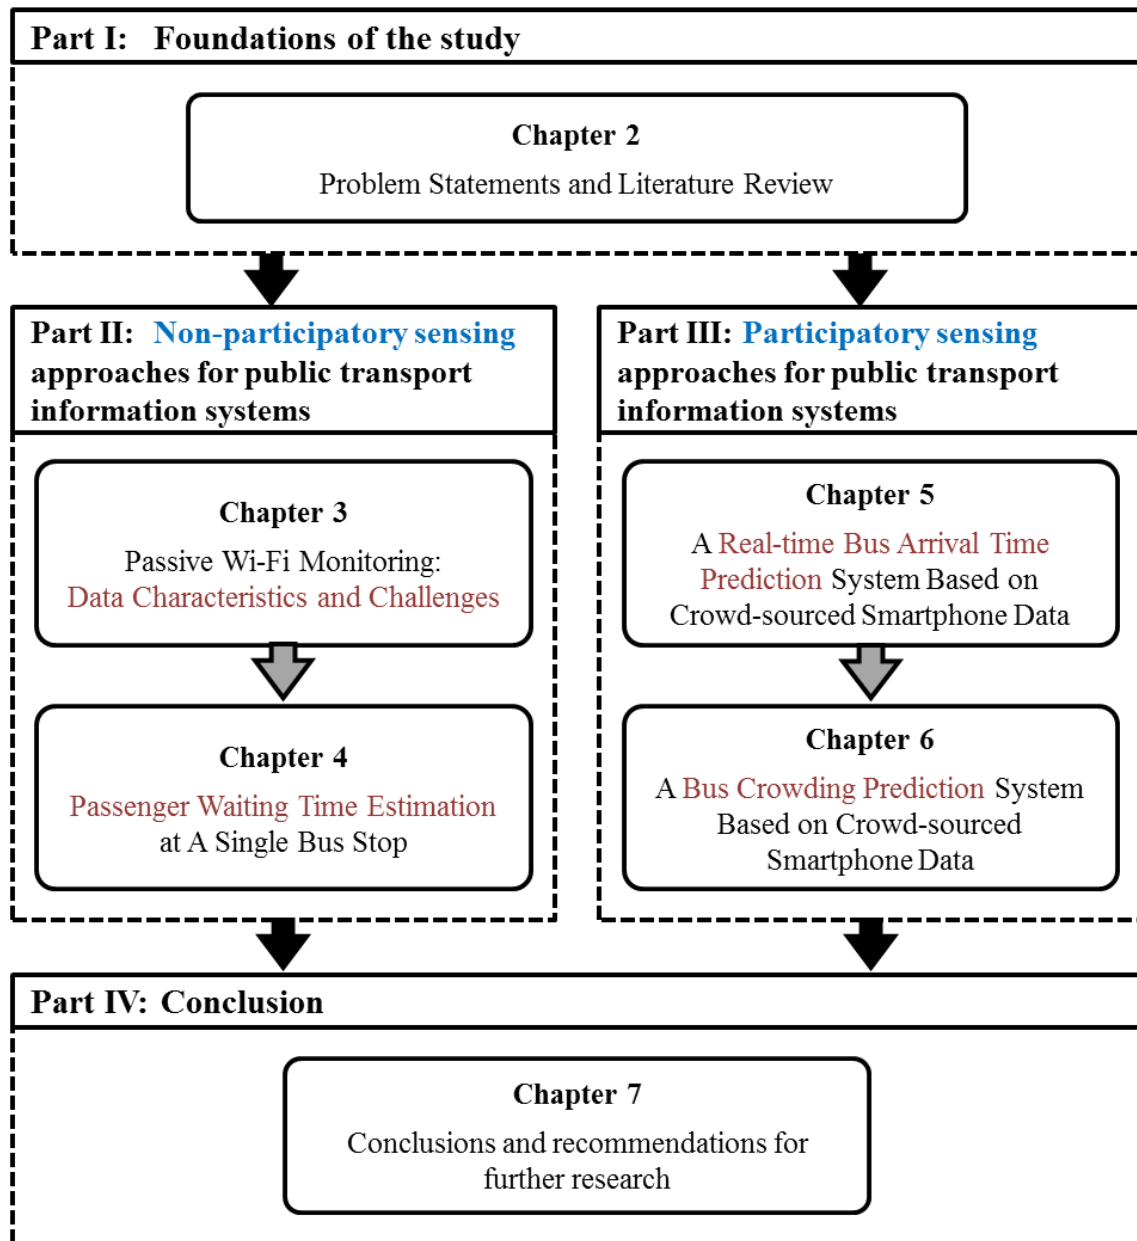 Part I: Foundations of the study
Chapter 2
Problem Statements and Literature Review
Part II: Non-participatory sensing
approaches for public transport
information systems
Chapter 3
Passive Wi-Fi Monitoring:
Data Characteristics and Challenges
Chapter 4
Passenger Waiting Time Estimation
at A Single Bus Stop
Part III: Participatory sensing
approaches for public transport
information systems
Chapter 5
A Real-time Bus Arrival Time
Prediction System Based on
Crowd-sourced Smartphone Data
Chapter 6
A Bus Crowding Prediction System
Based on Crowd-sourced
Smartphone Data
Part IV: Conclusion
Chapter 7
Conclusions and recommendations for
further research